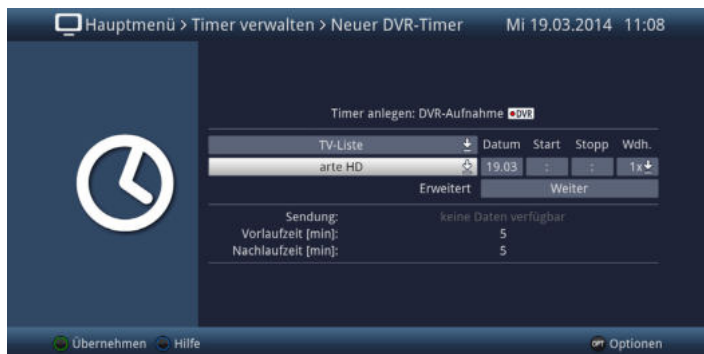 Hauptmenü > Timer verwalten > Neuer DVR-Timer Mi 19.03.2014 11:08
Timer anlegen: DVR-Aufnahme DVR
TV-Liste Datum Start Stopp Wdh.
arte HD 19.03 : : 1x
Erweitert Weiter
Sendung: keine Daten verfügbar
Vorlaufzeit [min]: 5
Nachlaufzeit [min]: 5
Übernehmen Hilfe OPT Optionen